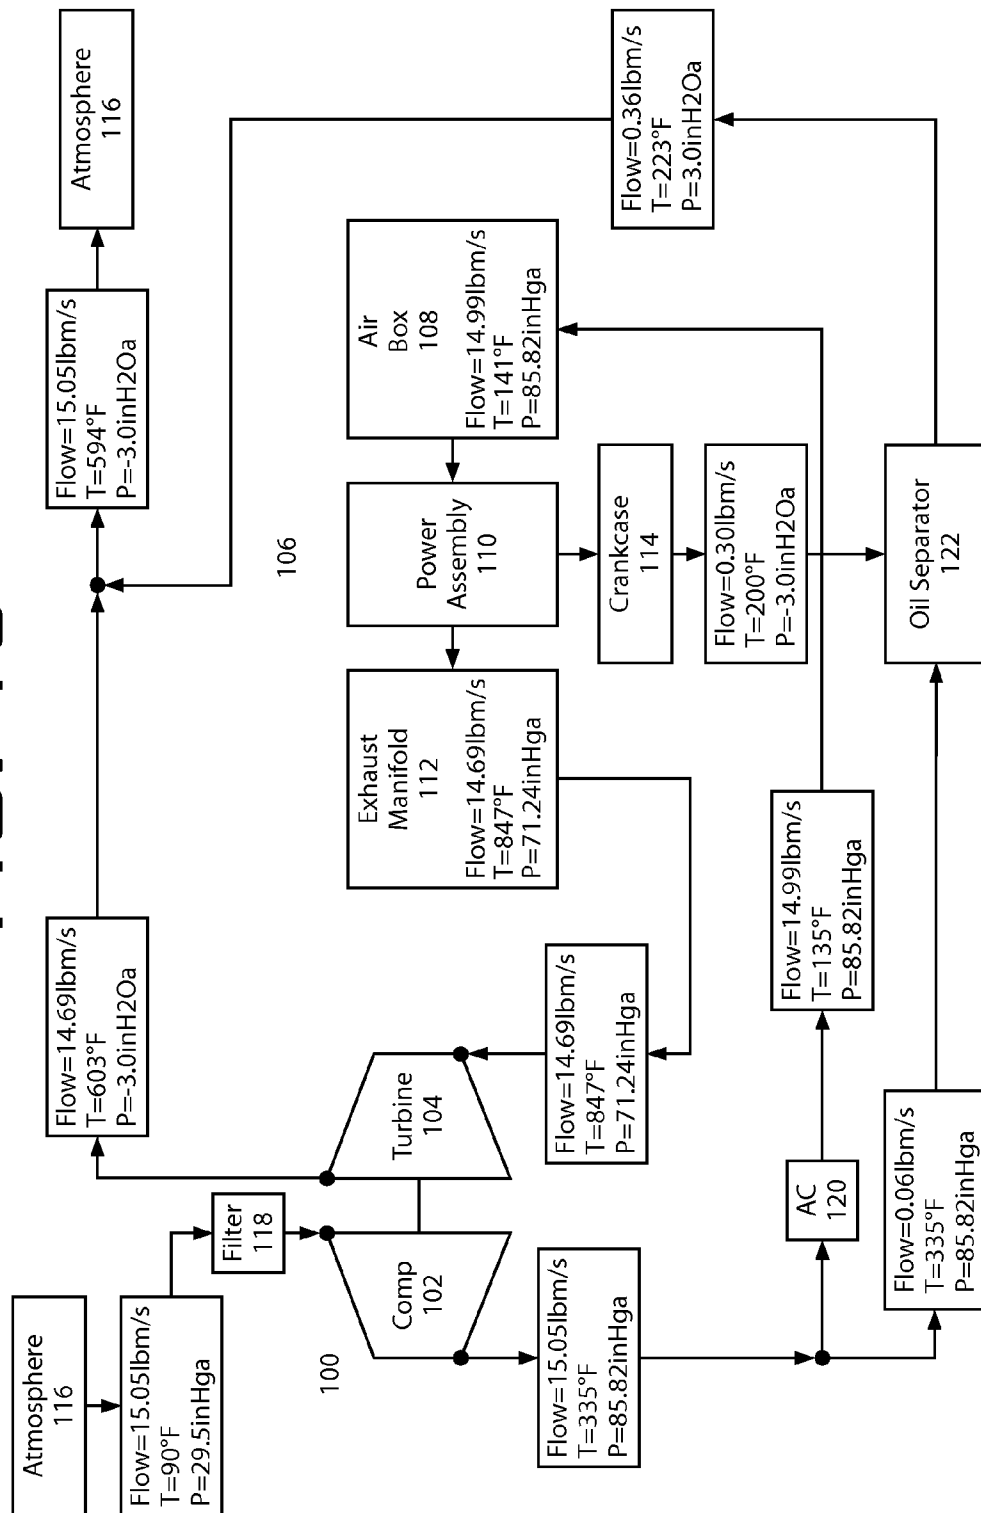 Atmosphere
116
Flow=15.05lbm/s
T=90°F
P=29.5inHga
Filter
118
Comp
102
100
Flow=15.05lbm/s
T=335°F
P=85.82inHga
AC
120
Flow=0.06lbm/s
T=335°F
P=85.82inHga
Flow=14.69lbm/s
T=603°F
P=-3.0inH2Oa
Turbine
104
Flow=14.69lbm/s
T=847°F
P=71.24inHga
Flow=14.99lbm/s
T=135°F
P=85.82inHga
Exhaust
Manifold
112
Flow=14.69lbm/s
T=847°F
P=71.24inHga
106
Power
Assembly
110
Crankcase
114
Flow=0.30lbm/s
T=200°F
P=-3.0inH2Oa
Oil Separator
122
Air
Box
108
Flow=14.99lbm/s
T=141°F
P=85.82inHga
Flow=15.05lbm/s
T=594°F
P=-3.0inH2Oa
Atmosphere
116
Flow=0.36lbm/s
T=223°F
P=3.0inH2Oa